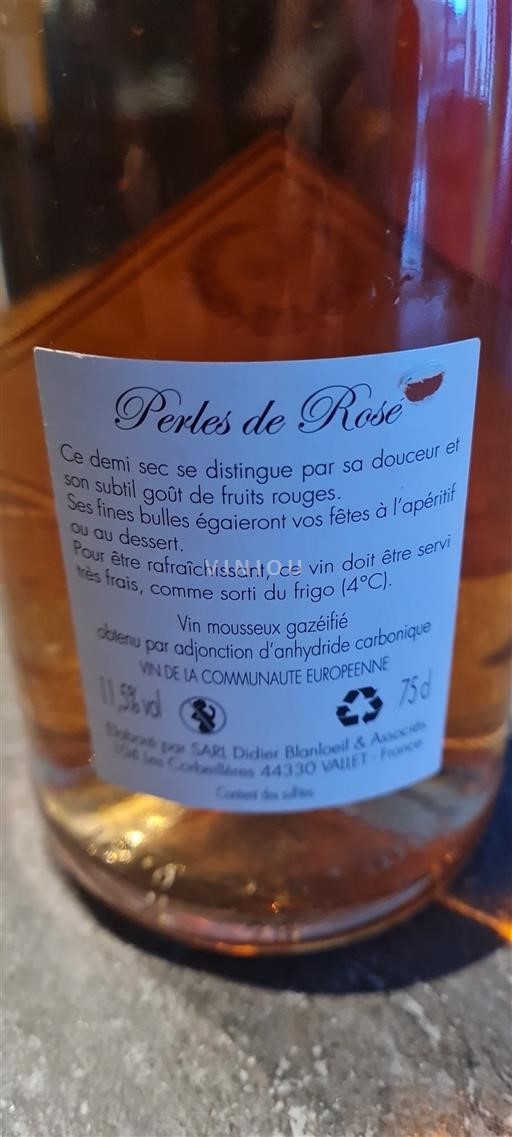 Perles de Rosé
Ce demi sec se distingue par sa douceur et
son subtil goût de fruits rouges.
Ses fines bulles égaieront vos fêtes à l'apéritif
ou au dessert.
Pour être rafraîchissant, ce vin doit être servi
très frais, comme sorti du frigo (4°C).
VINIOU
Vin mousseux gazéifié
obtenu par adjonction d'anhydride carbonique
VIN DE LA COMMUNAUTE EUROPEENNE
11,5% vol 75 cl
Elaboré par SARL Didier Blanloeil & Associés
104 Les Corbeillères 44330 VALLET - France
Contient des sulfites